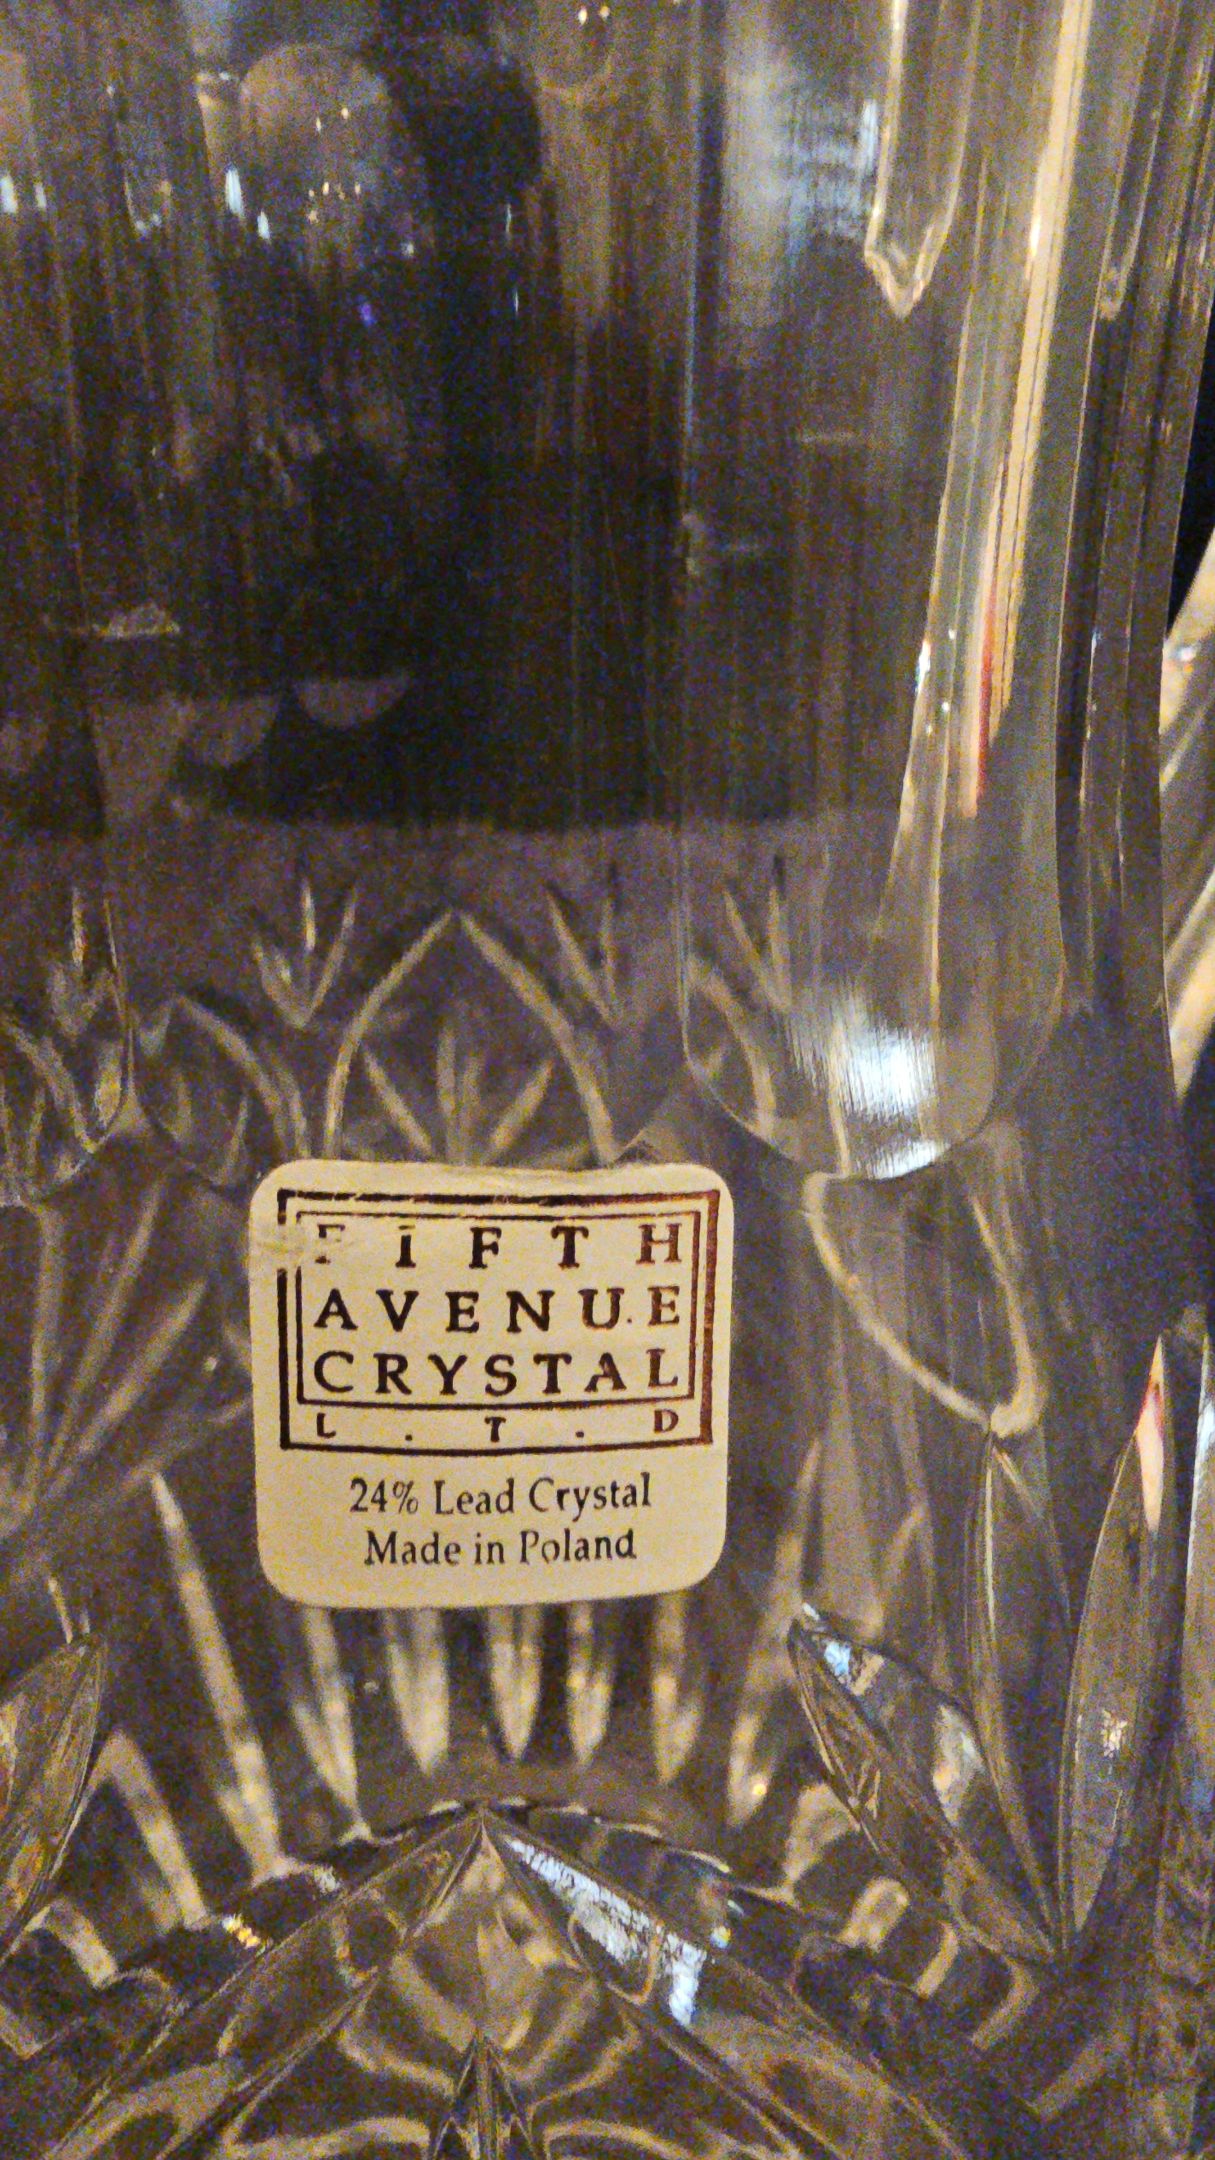 FIFTH
AVENUE
CRYSTAL
L.T.D
24% Lead Crystal
Made in Poland